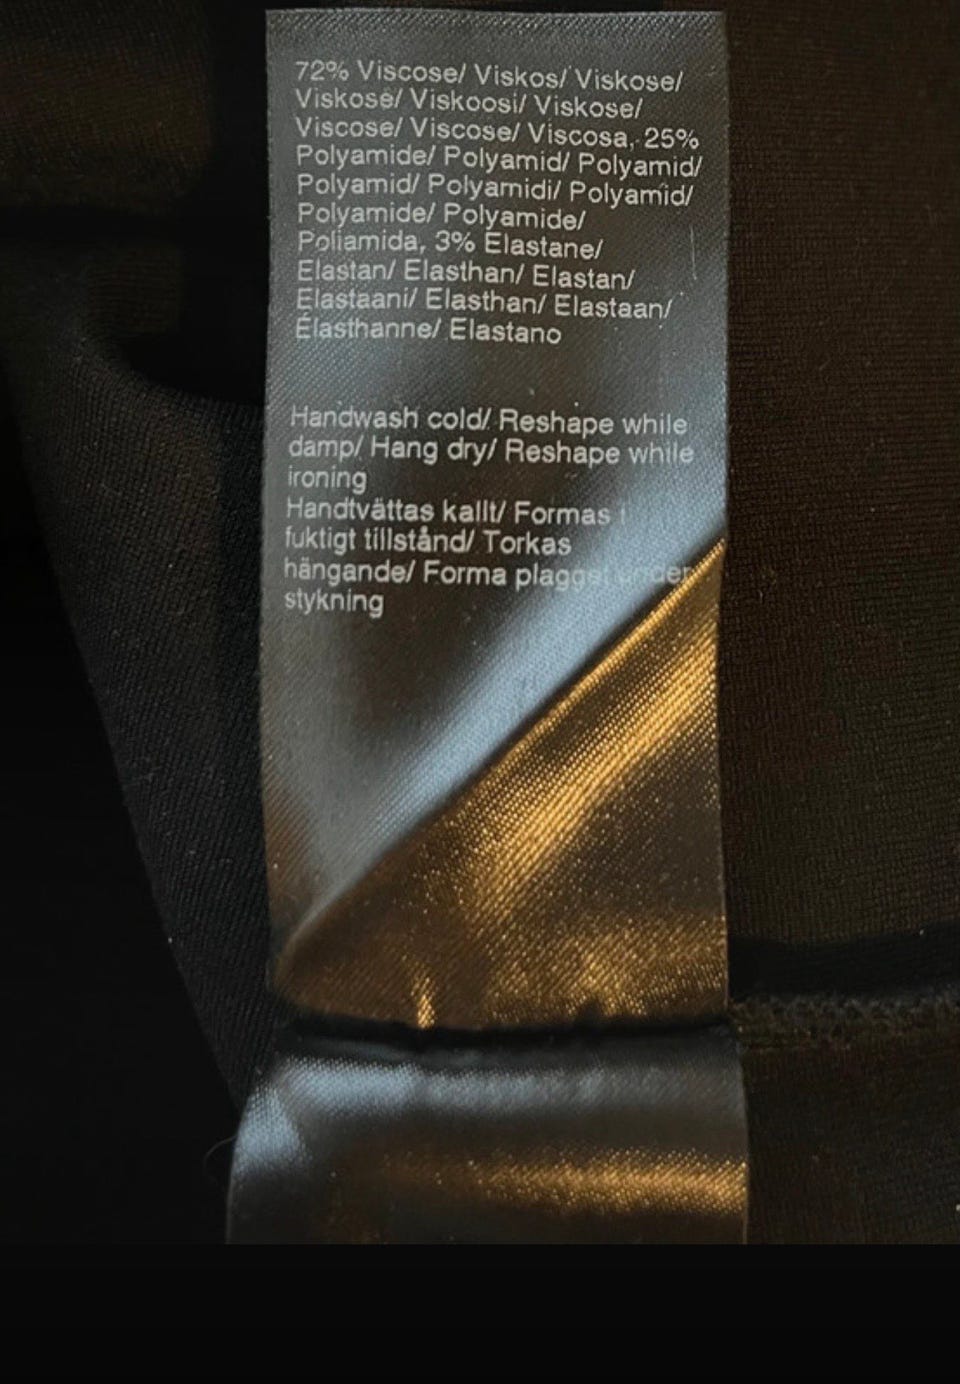 72% Viscose/ Viskos/ Viskose/
Viskose/ Viskoosi/ Viskose/
Viscose/ Viscose/ Viscosa, 25%
Polyamide/ Polyamid/ Polyamid/
Polyamid/ Polyamidi/ Polyamid/
Polyamide/ Polyamide/
Poliamida, 3% Elastane/
Elastan/ Elasthan/ Elastan/
Elastaani/ Elasthan/ Elastaan/
Élasthanne/ Elastano
Handwash cold/ Reshape while
damp/ Hang dry/ Reshape while
ironing
Handtvättas kallt/ Formas i
fuktigt tillstånd/ Torkas
hängande/ Forma plagget under
stykning